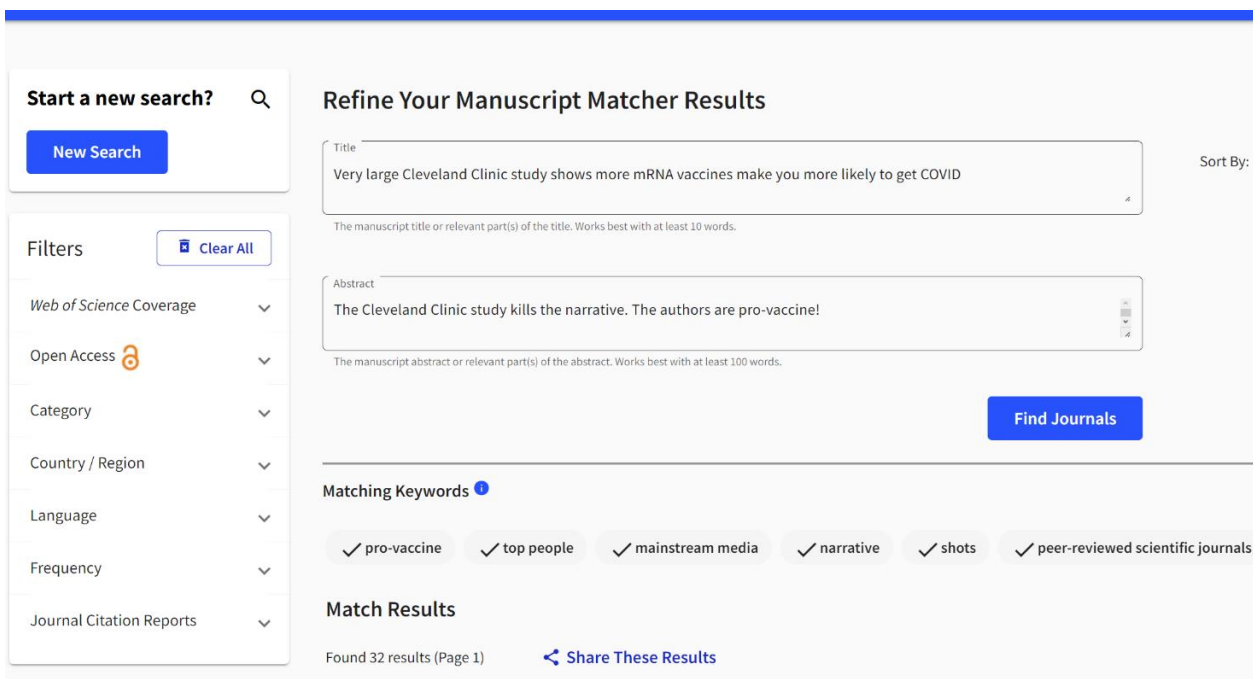 Start a new search?
New Search
Filters
Clear All
Web of Science Coverage
Open Access
Category
Country / Region
Language
Frequency
Journal Citation Reports
Refine Your Manuscript Matcher Results
Title
Very large Cleveland Clinic study shows more mRNA vaccines make you more likely to get COVID
The manuscript title or relevant part(s) of the title. Works best with at least 10 words.
Sort By:
Abstract
The Cleveland Clinic study kills the narrative. The authors are pro-vaccine!
The manuscript abstract or relevant part(s) of the abstract. Works best with at least 100 words.
Find Journals
Matching Keywords
pro-vaccine top people mainstream media narrative shots peer-reviewed scientific journals
Match Results
Found 32 results (Page 1) Share These Results